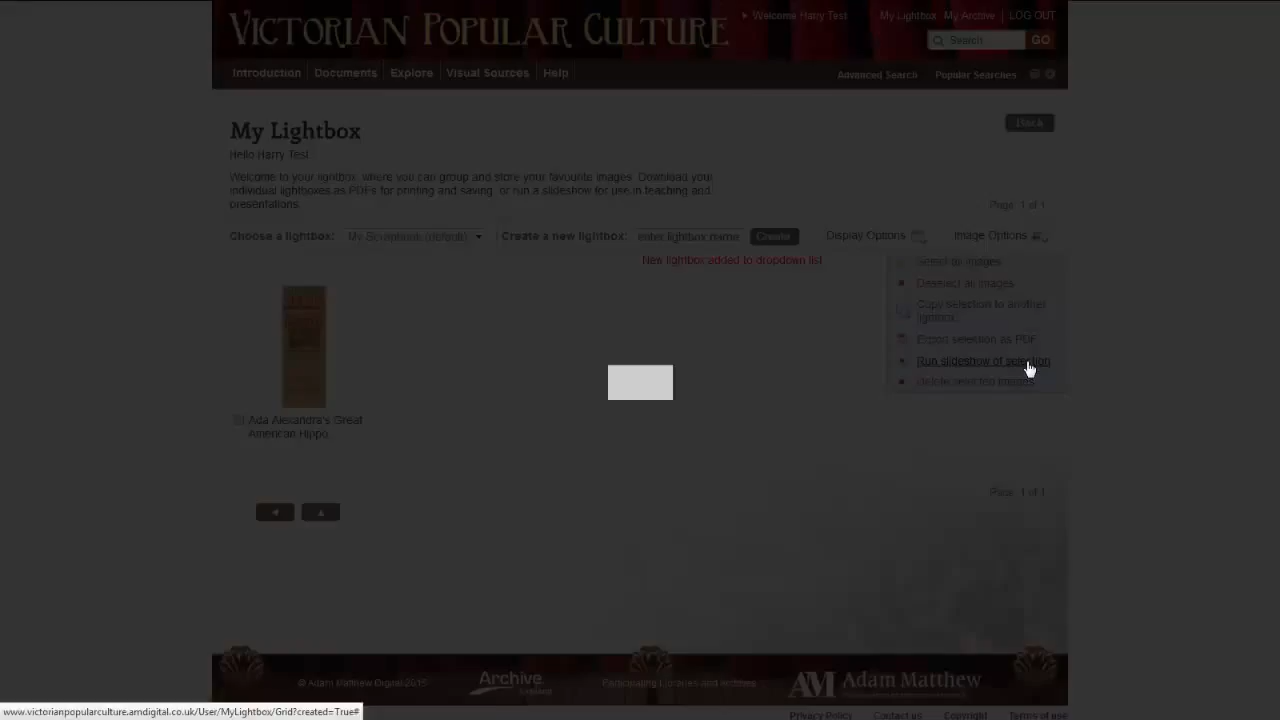 VICTORIAN POPULAR CULTURE
Welcome Harry Test
My Lightbox
My Archive
LOG OUT
Search
GO
Introduction
Documents
Explore
Visual Sources
Help
Advanced Search
Popular Searches
My Lightbox
Back
Hello Harry Test
Welcome to your lightbox, where you can group and store your favourite images. Download your
individual lightboxes as PDFs for printing and saving, or run a slideshow for use in teaching and
presentations.
Page: 1 of 1
Choose a lightbox:
My Scrapbook (default)
Create a new lightbox:
enter lightbox name
Create
Display Options
Image Options
New lightbox added to dropdown list
Select all images
Deselect all images
Copy selection to another
lightbox
Export selection as PDF
Run slideshow of selection
Delete selected images
Ada Alexandra's Great
American Hippo
Page: 1 of 1
© Adam Matthew Digital 2015
Archive
Participating Libraries and Archives
AM Adam Matthew
Privacy Policy
Contact us
Copyright
Terms of use
www.victorianpopularculture.amdigital.co.uk/User/MyLightbox/Grid?created=True#